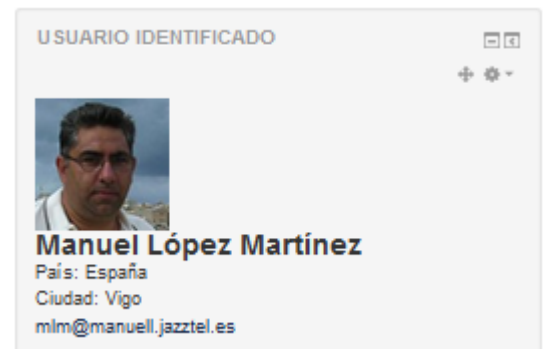 USUARIO IDENTIFICADO
Manuel López Martínez
País: España
Ciudad: Vigo
mlm@manuell.jazztel.es